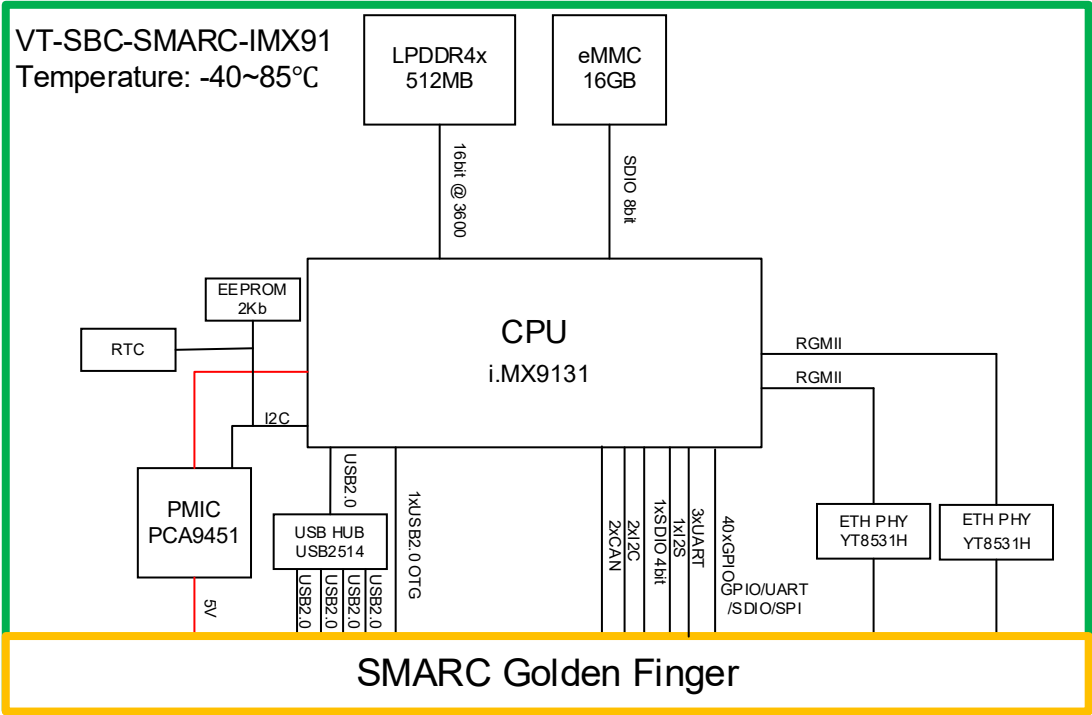 VT-SBC-SMARC-IMX91
Temperature: -40~85℃
LPDDR4x
512MB
eMMC
16GB
16bit @ 3600
SDIO 8bit
EEPROM
2Kb
RTC
CPU
i.MX9131
RGMII
RGMII
I2C
PMIC
PCA9451
5V
USB2.0
USB HUB
USB2514
USB2.0
USB2.0
USB2.0
USB2.0
1xUSB2.0 OTG
2xCAN
2xI2C
1xSDIO 4bit
1xI2S
3xUART
40xGPIO
GPIO/UART
/SDIO/SPI
ETH PHY
YT8531H
ETH PHY
YT8531H
SMARC Golden Finger